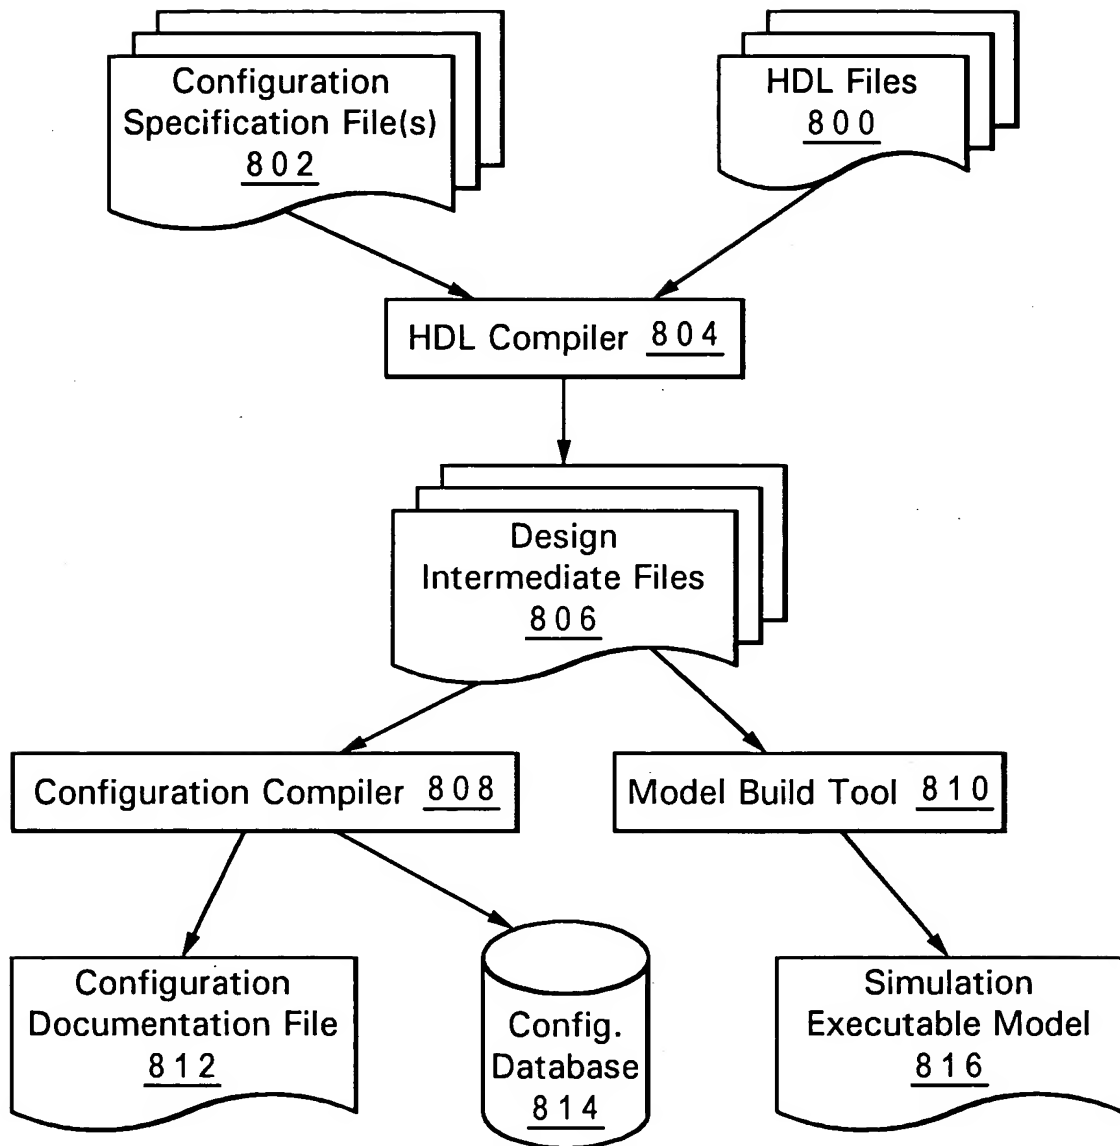 Configuration
Specification File(s)
802
HDL Files
800
HDL Compiler 804
Design
Intermediate Files
806
Configuration Compiler 808
Model Build Tool 810
Configuration
Documentation File
812
Config.
Database
814
Simulation
Executable Model
816